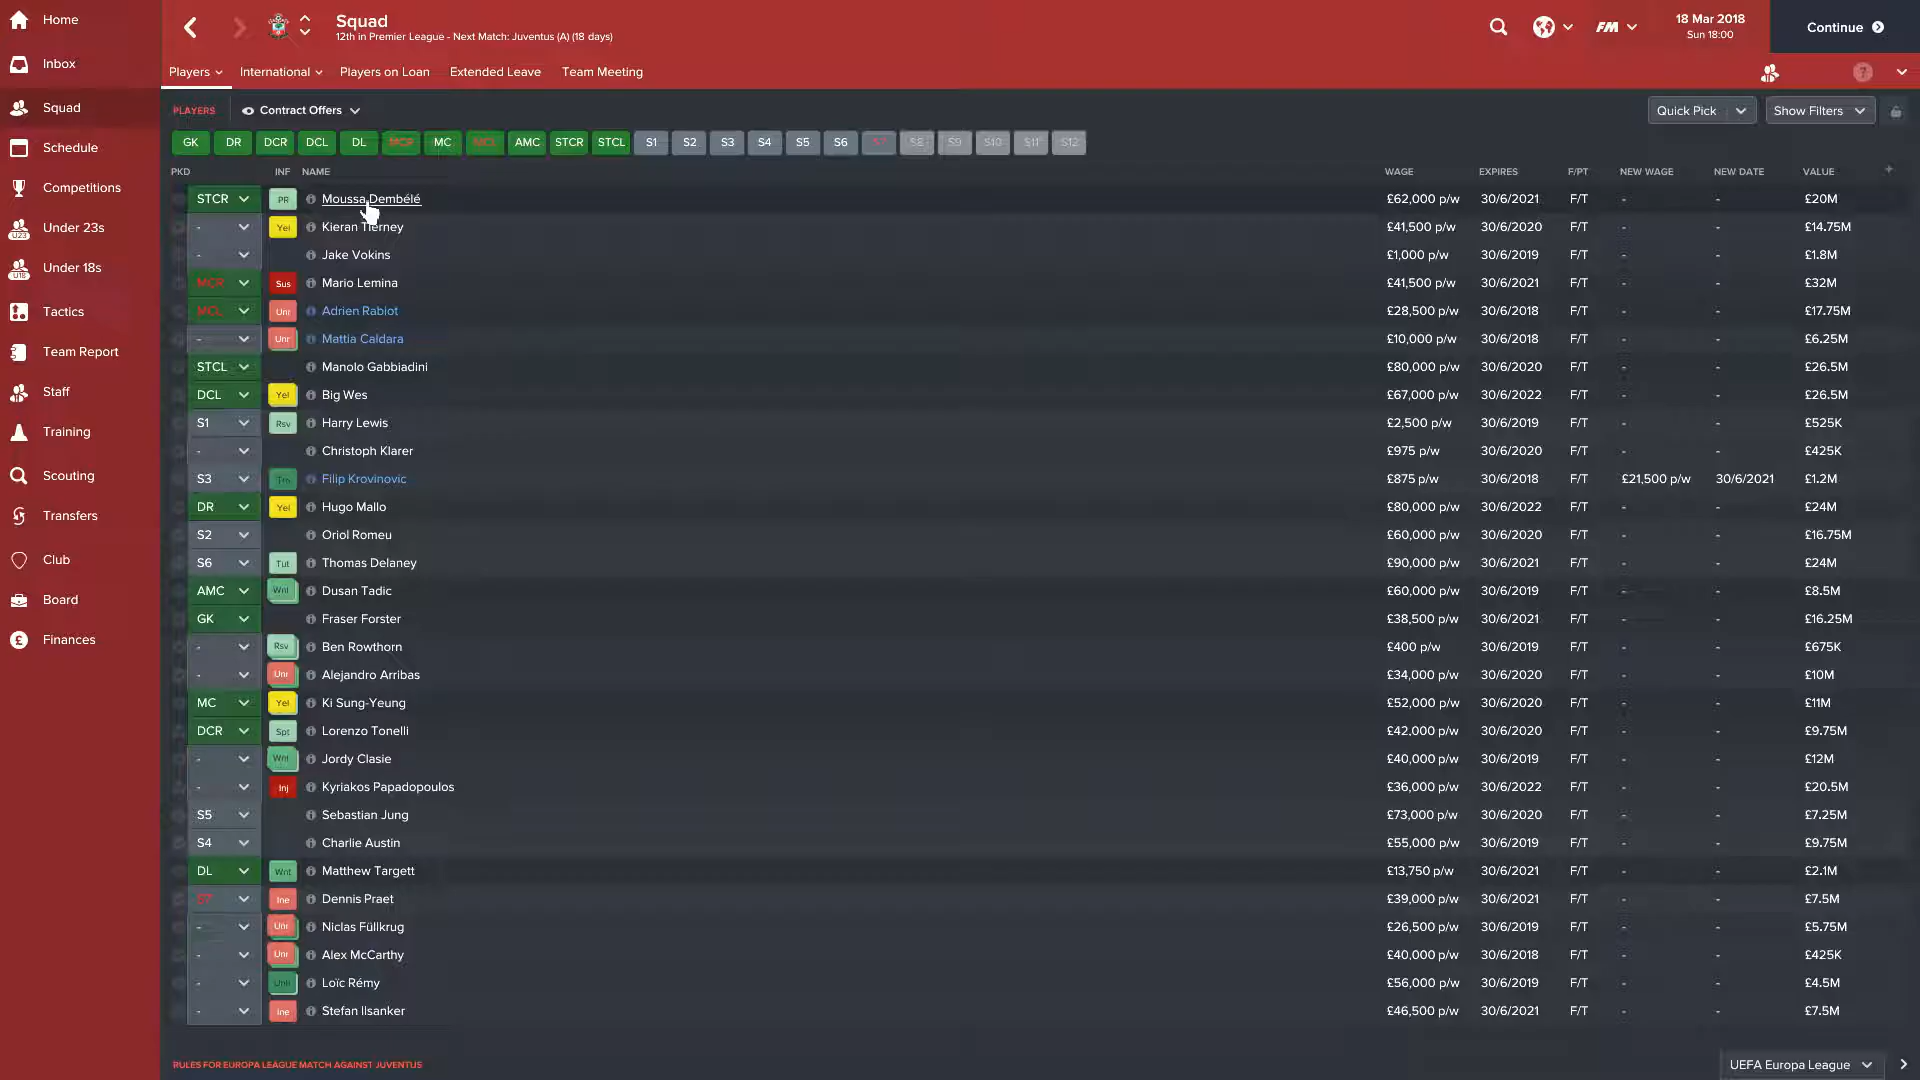 Home
Inbox
Squad
Schedule
Competitions
Under 23s
U23
Under 18s
U18
Tactics
Team Report
Staff
Training
Scouting
Transfers
Club
Board
Finances
Squad
12th in Premier League - Next Match: Juventus (A) (18 days)
FM
18 Mar 2018
Sun 18:00
Continue
Players International Players on Loan Extended Leave Team Meeting
PLAYERS Contract Offers Quick Pick Show Filters
GK DR DCR DCL DL MCR MC MCL AMC STCR STCL S1 S2 S3 S4 S5 S6 S7 S8 S9 S10 S11 S12
PKD INF NAME WAGE EXPIRES F/PT NEW WAGE NEW DATE VALUE
STCR PR Moussa Dembélé £62,000 p/w 30/6/2021 F/T - - £20M
- Yel Kieran Tierney £41,500 p/w 30/6/2020 F/T - - £14.75M
- Jake Vokins £1,000 p/w 30/6/2019 F/T - - £1.8M
MCR Sus Mario Lemina £41,500 p/w 30/6/2021 F/T - - £32M
MCL Unr Adrien Rabiot £28,500 p/w 30/6/2018 F/T - - £17.75M
- Unr Mattia Caldara £10,000 p/w 30/6/2018 F/T - - £6.25M
STCL Manolo Gabbiadini £80,000 p/w 30/6/2020 F/T - - £26.5M
DCL Yel Big Wes £67,000 p/w 30/6/2022 F/T - - £26.5M
S1 Rsv Harry Lewis £2,500 p/w 30/6/2019 F/T - - £525K
- Christoph Klarer £975 p/w 30/6/2020 F/T - - £425K
S3 Trn Filip Krovinovic £875 p/w 30/6/2018 F/T £21,500 p/w 30/6/2021 £1.2M
DR Yel Hugo Mallo £80,000 p/w 30/6/2022 F/T - - £24M
S2 Oriol Romeu £60,000 p/w 30/6/2020 F/T - - £16.75M
S6 Tut Thomas Delaney £90,000 p/w 30/6/2021 F/T - - £24M
AMC Wnt Dusan Tadic £60,000 p/w 30/6/2019 F/T - - £8.5M
GK Fraser Forster £38,500 p/w 30/6/2021 F/T - - £16.25M
- Rsv Ben Rowthorn £400 p/w 30/6/2019 F/T - - £675K
- Unr Alejandro Arribas £34,000 p/w 30/6/2020 F/T - - £10M
MC Yel Ki Sung-Yeung £52,000 p/w 30/6/2020 F/T - - £11M
DCR Spt Lorenzo Tonelli £42,000 p/w 30/6/2020 F/T - - £9.75M
- Wnt Jordy Clasie £40,000 p/w 30/6/2019 F/T - - £12M
- Inj Kyriakos Papadopoulos £36,000 p/w 30/6/2022 F/T - - £20.5M
S5 Sebastian Jung £73,000 p/w 30/6/2020 F/T - - £7.25M
S4 Charlie Austin £55,000 p/w 30/6/2019 F/T - - £9.75M
DL Wnt Matthew Targett £13,750 p/w 30/6/2021 F/T - - £2.1M
S7 Ine Dennis Praet £39,000 p/w 30/6/2021 F/T - - £7.5M
- Unr Niclas Füllkrug £26,500 p/w 30/6/2021 F/T - - £5.75M
- Unr Alex McCarthy £40,000 p/w 30/6/2018 F/T - - £425K
- Loïc Rémy £56,000 p/w 30/6/2019 F/T - - £4.5M
- Ine Stefan Ilsanker £46,500 p/w 30/6/2021 F/T - - £7.5M
RULES FOR EUROPA LEAGUE MATCH AGAINST JUVENTUS UEFA Europa League